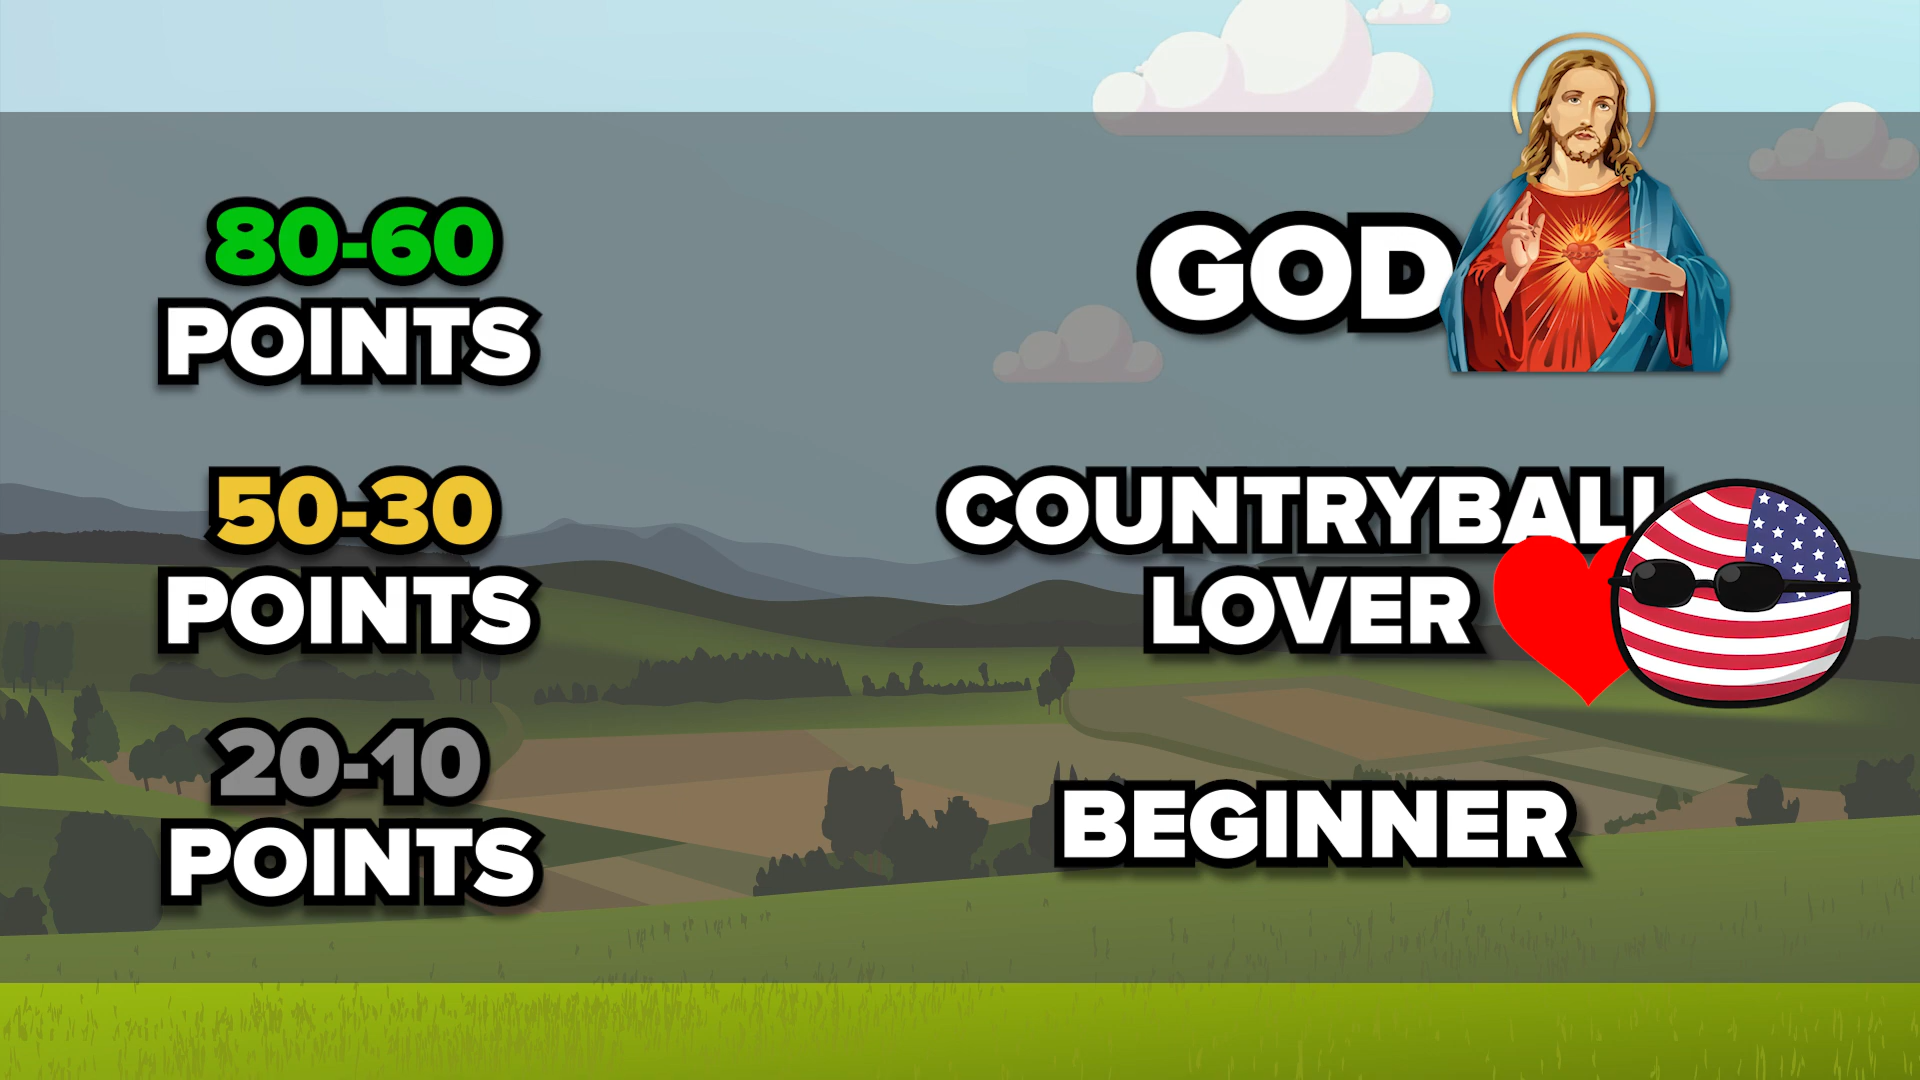 80-60
POINTS
GOD
50-30
POINTS
COUNTRYBALL
LOVER
20-10
POINTS
BEGINNER